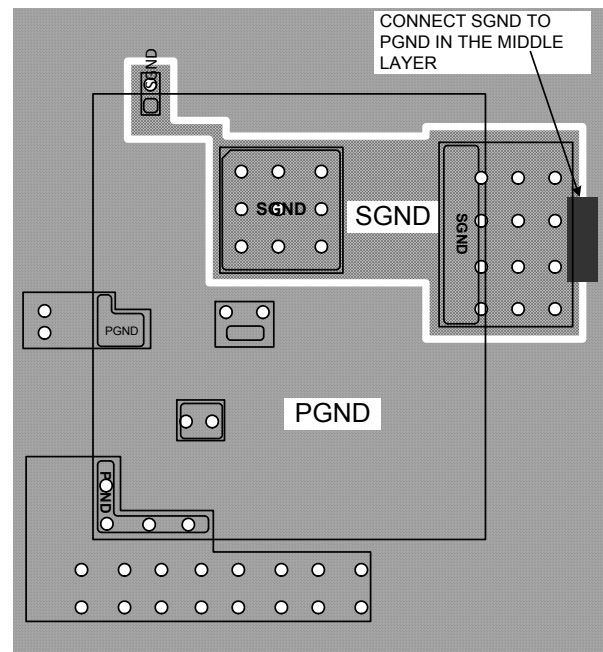 CONNECT SGND TO
PGND IN THE MIDDLE
LAYER
SGND
SGND
SGND
SGND
PGND
PGND
PGND